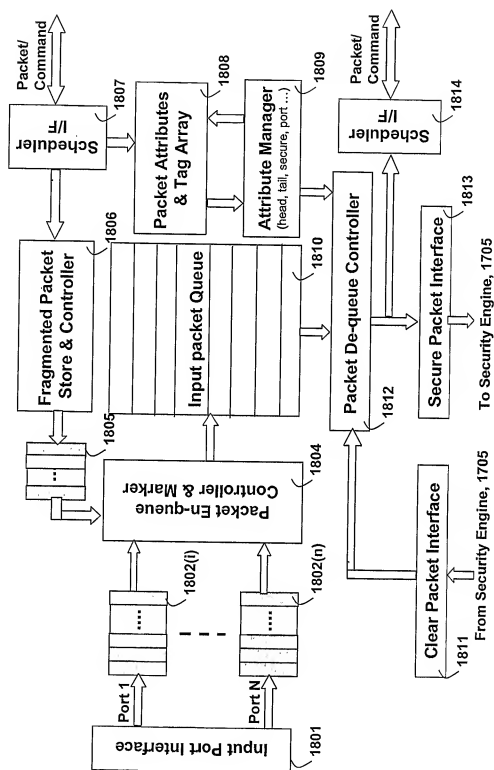 Packet/
Command
Scheduler
I/F
1807
Packet Attributes
& Tag Array
1808
Attribute Manager
(head, tail, secure, port ...)
1809
Packet/
Command
Scheduler
I/F
1814
Fragmented Packet
Store & Controller
1806
Input packet Queue
1810
Packet De-queue Controller
1812
Secure Packet Interface
1813
To Security Engine, 1705
1805
Packet En-queue
Controller & Marker
1804
Clear Packet Interface
1811
From Security Engine, 1705
1802(i)
1802(n)
Port 1
Port N
Input Port Interface
1801